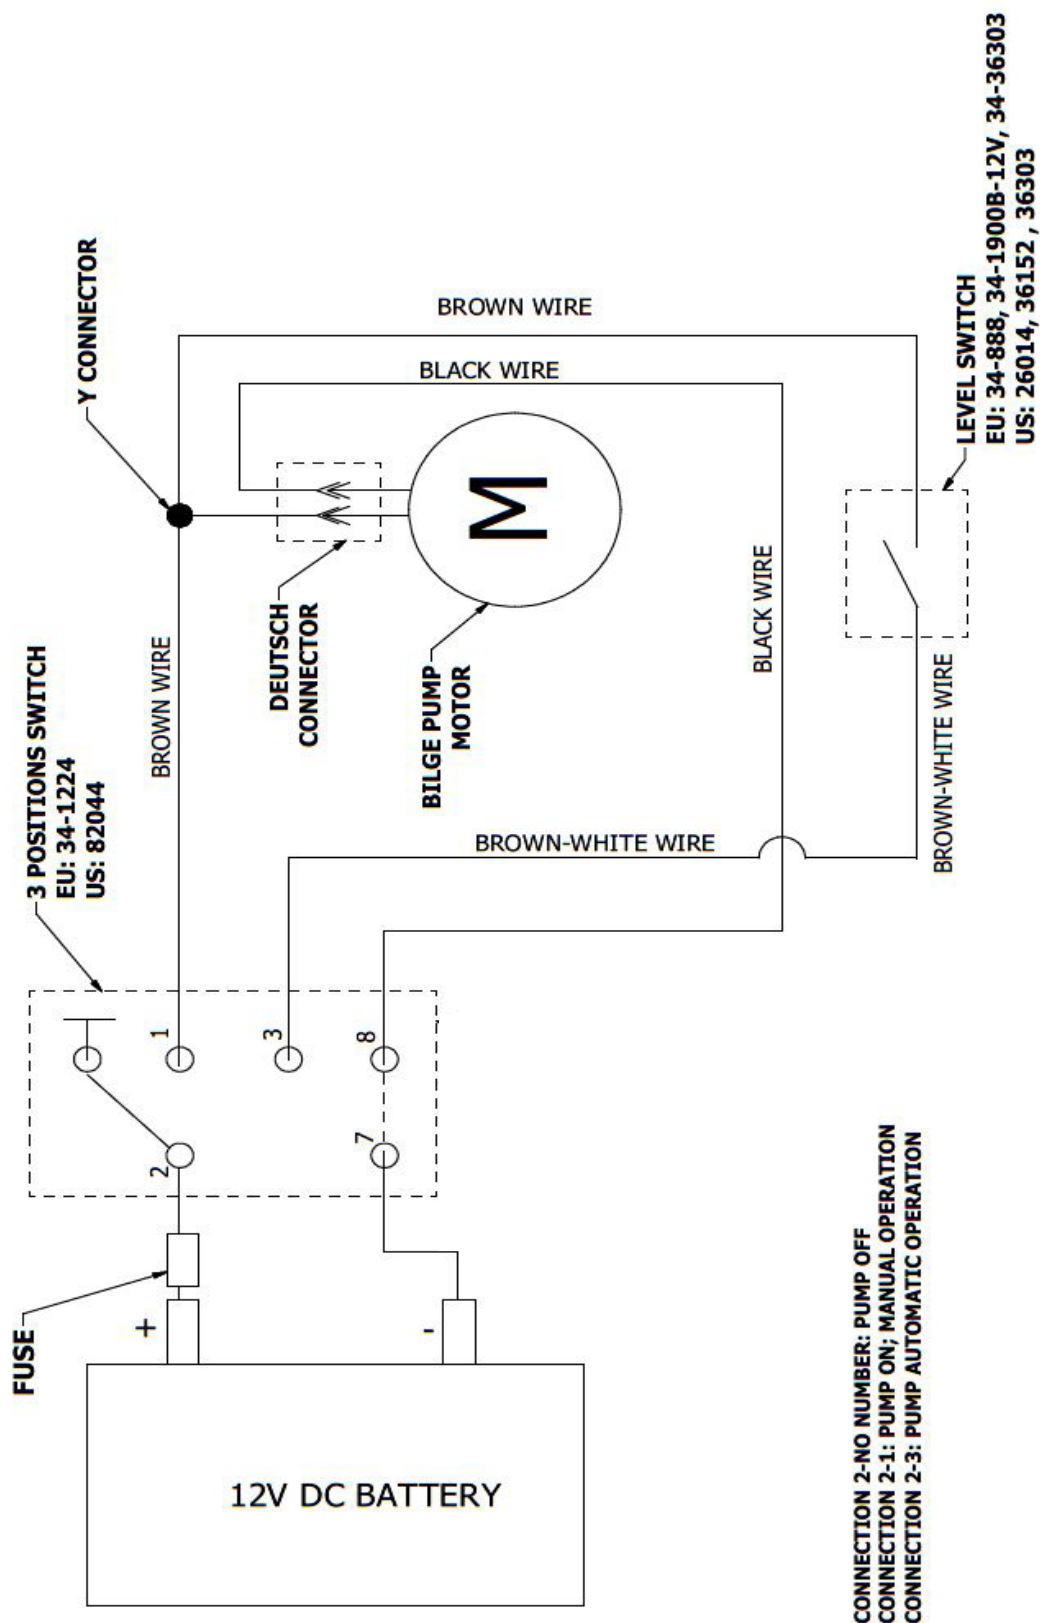 Y CONNECTOR
BROWN WIRE
BLACK WIRE
LEVEL SWITCH
EU: 34-888, 34-1900B-12V, 34-36303
US: 26014, 36152 , 36303
M
DEUTSCH
CONNECTOR
BILGE PUMP
MOTOR
BLACK WIRE
3 POSITIONS SWITCH
EU: 34-1224
US: 82044
BROWN WIRE
BROWN-WHITE WIRE
BROWN-WHITE WIRE
1
3
8
2
7
FUSE
+
-
12V DC BATTERY
CONNECTION 2-NO NUMBER: PUMP OFF
CONNECTION 2-1: PUMP ON; MANUAL OPERATION
CONNECTION 2-3: PUMP AUTOMATIC OPERATION